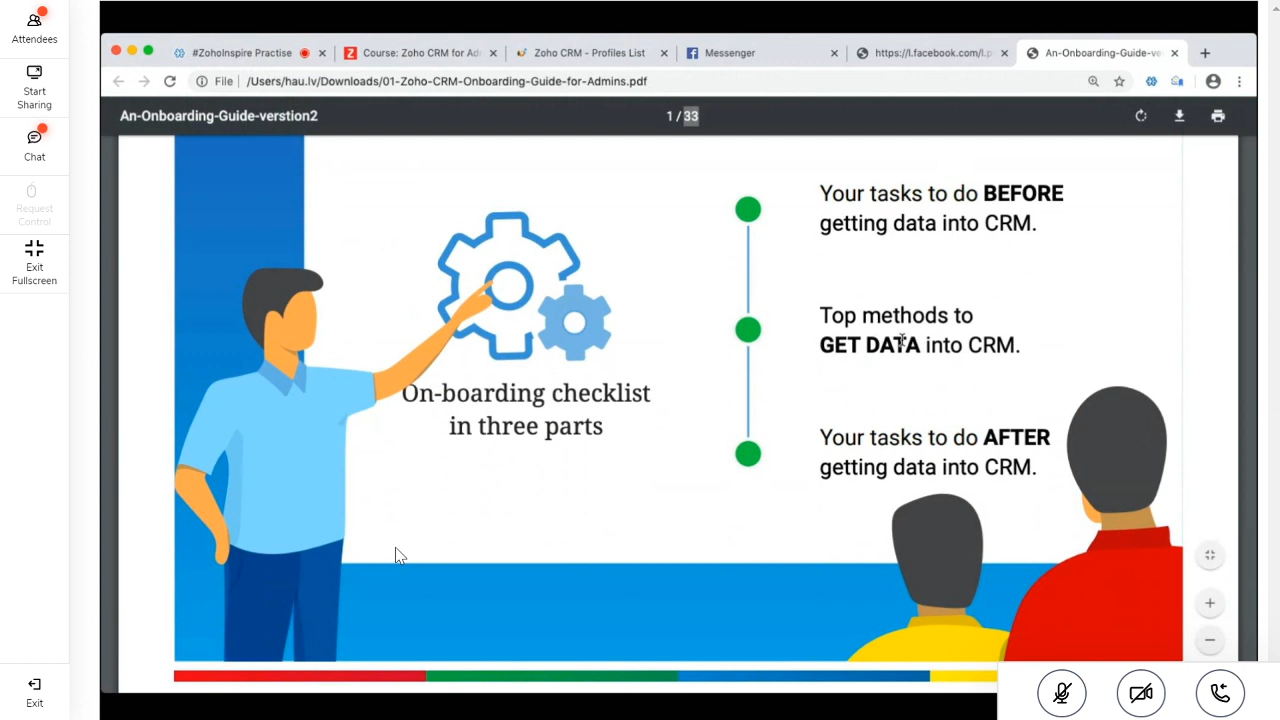 Attendees
Start
Sharing
Chat
Request
Control
Exit
Fullscreen
Exit
#ZohoInspire Practise
Course: Zoho CRM for Ad
Zoho CRM - Profiles List
Messenger
https://l.facebook.com/l.p
An-Onboarding-Guide-ve
File
/Users/hau.lv/Downloads/01-Zoho-CRM-Onboarding-Guide-for-Admins.pdf
An-Onboarding-Guide-verstion2
1 / 33
On-boarding checklist
in three parts
Your tasks to do BEFORE
getting data into CRM.
Top methods to
GET DATA into CRM.
Your tasks to do AFTER
getting data into CRM.